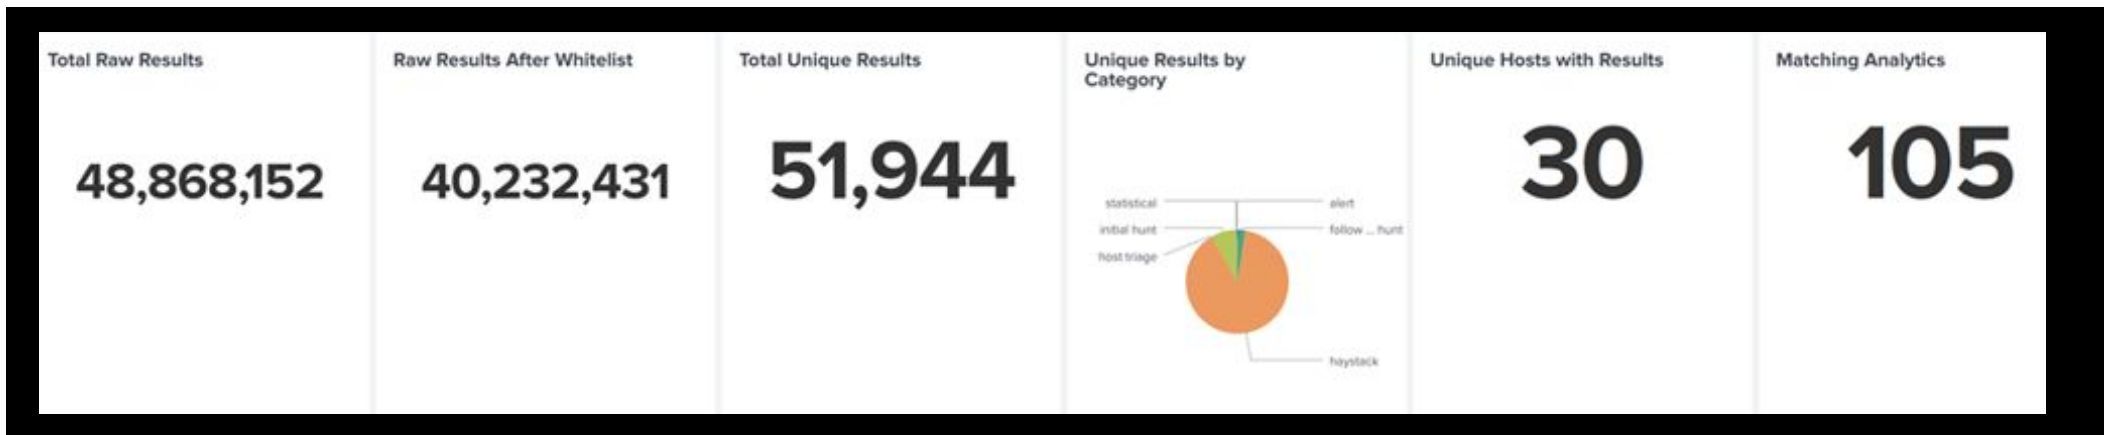 Total Raw Results
48,868,152
Raw Results After Whitelist
40,232,431
Total Unique Results
51,944
Unique Results by
Category
statistical
initial hunt
host triage
alert
follow ... hunt
haystack
Unique Hosts with Results
30
Matching Analytics
105